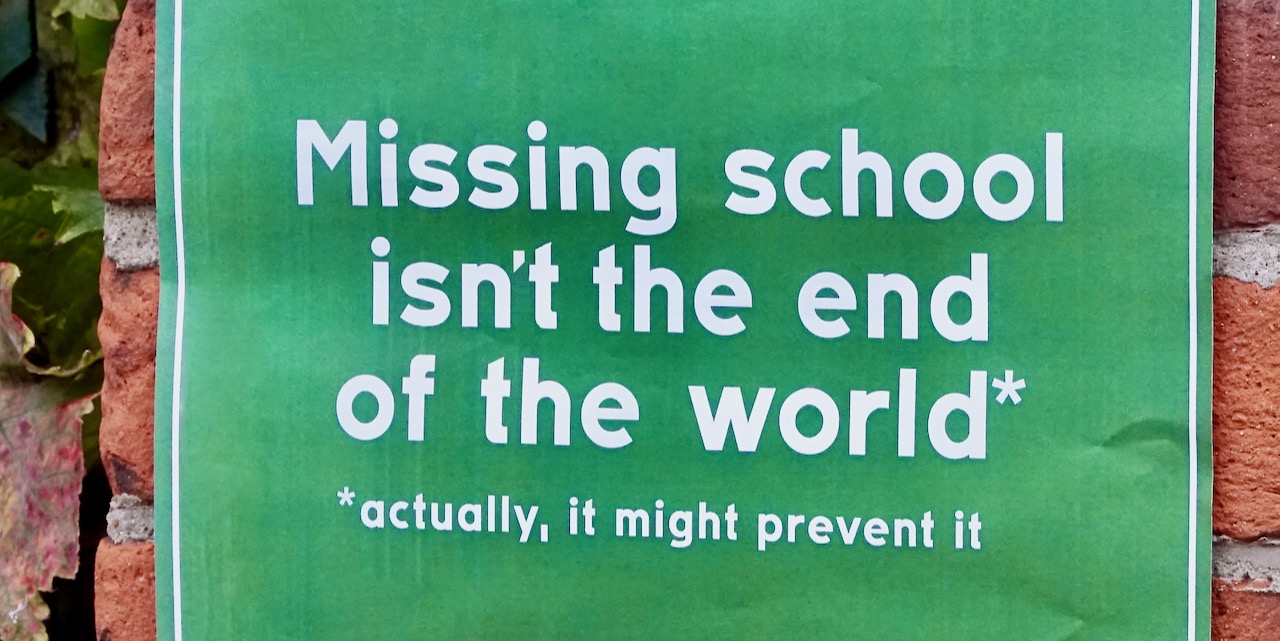 Missing school
isn't the end
of the world*
*actually, it might prevent it